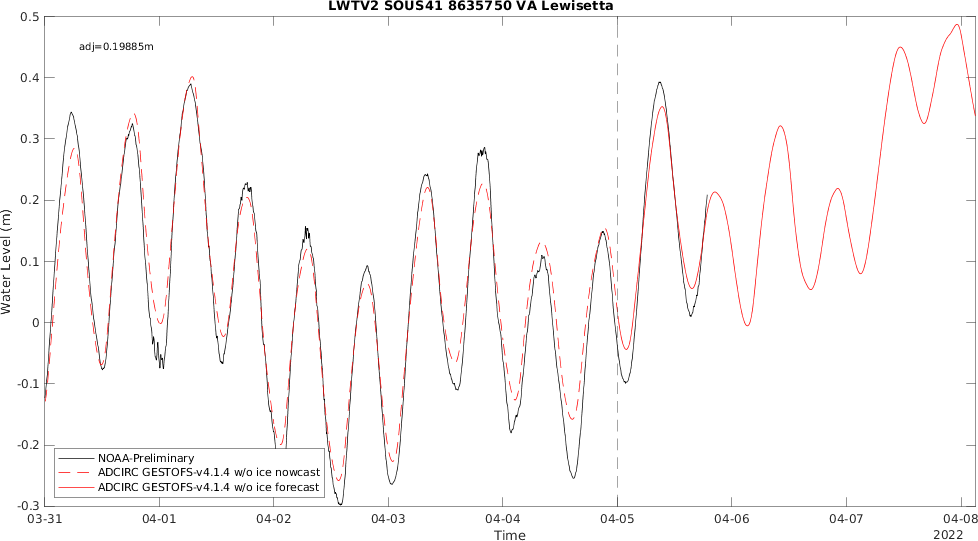 LWTV2 SOUS41 8635750 VA Lewisetta
adj=0.19885m
0.5
0.4
0.3
0.2
0.1
0
-0.1
-0.2
-0.3
Water Level (m)
NOAA-Preliminary
ADCIRC GESTOFS-v4.1.4 w/o ice nowcast
ADCIRC GESTOFS-v4.1.4 w/o ice forecast
03-31 04-01 04-02 04-03 04-04 04-05 04-06 04-07 04-08
2022
Time